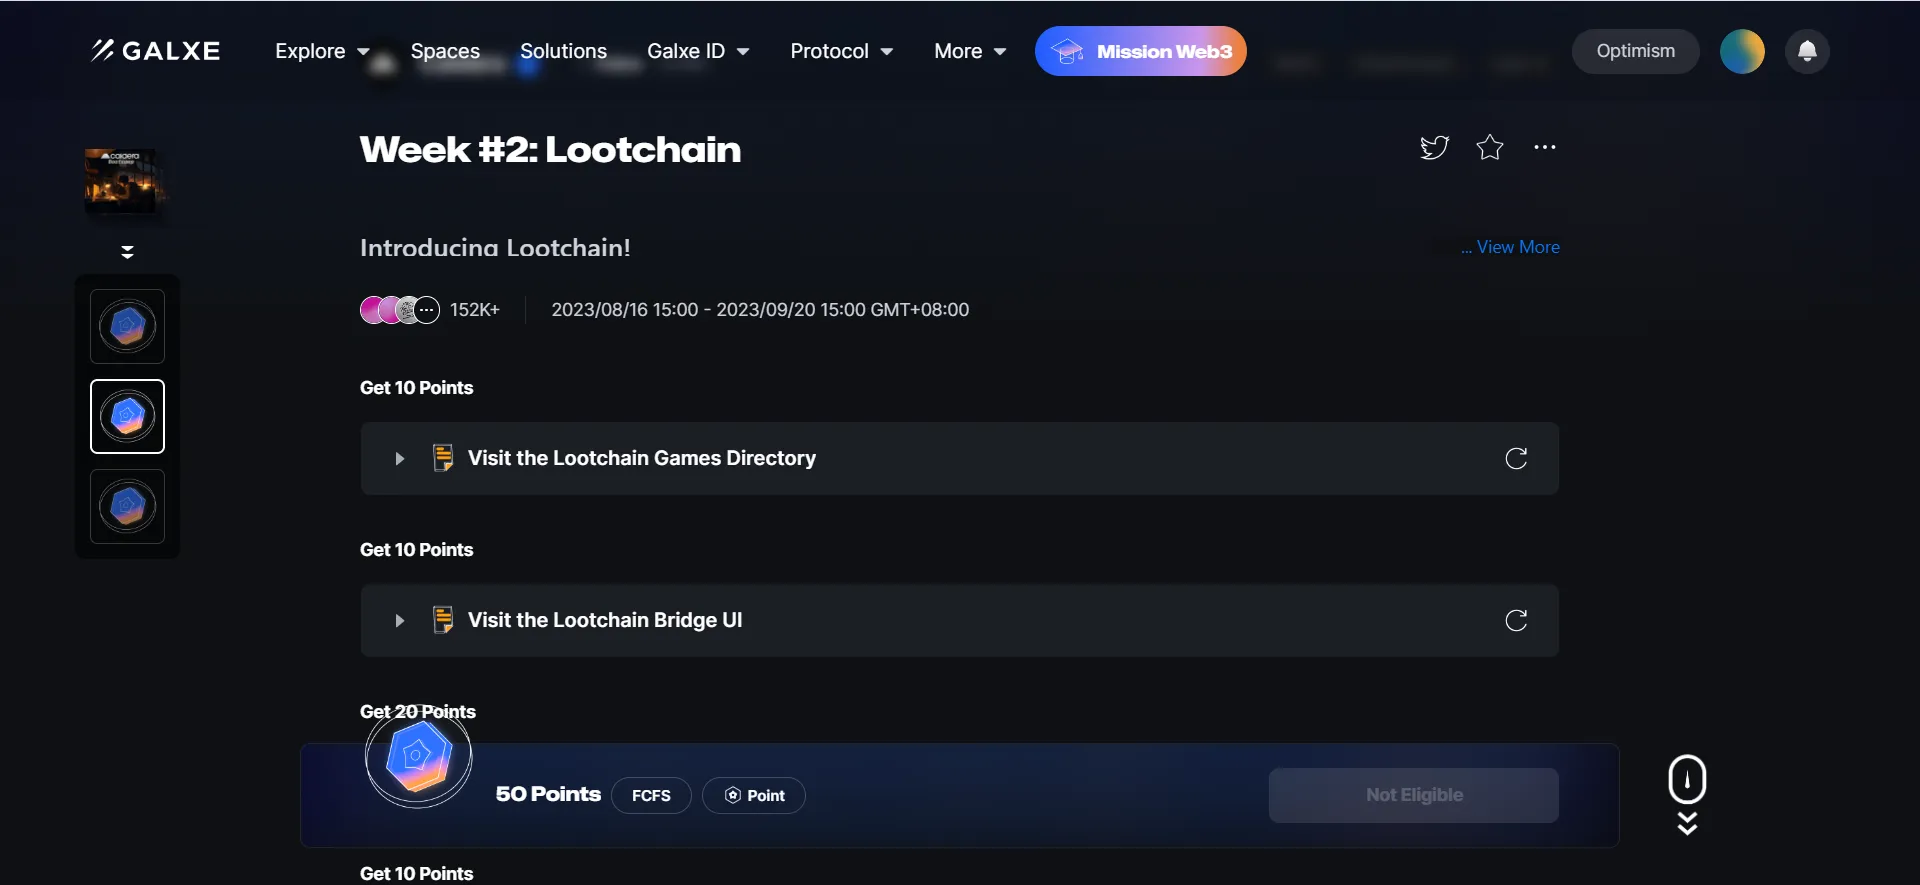 GALXE
Explore
Spaces
Solutions
Galxe ID
Protocol
More
Mission Web3
Optimism
Week #2: Lootchain
caldera
Introducing Lootchain!
... View More
152K+
2023/08/16 15:00 - 2023/09/20 15:00 GMT+08:00
Get 10 Points
Visit the Lootchain Games Directory
Get 10 Points
Visit the Lootchain Bridge UI
Get 20 Points
50 Points
FCFS
Point
Not Eligible
Get 10 Points